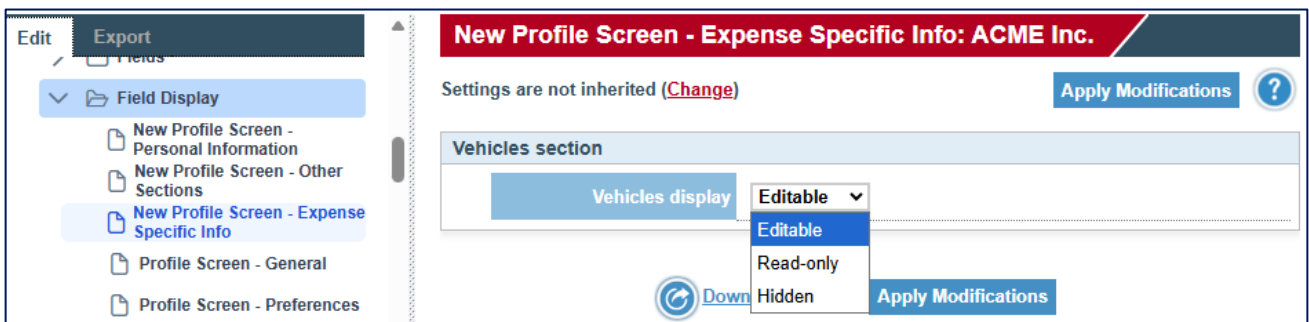 Edit
Export
Fields
Field Display
New Profile Screen -
Personal Information
New Profile Screen - Other
Sections
New Profile Screen - Expense
Specific Info
Profile Screen - General
Profile Screen - Preferences
New Profile Screen - Expense Specific Info: ACME Inc.
Settings are not inherited (Change)
Apply Modifications
?
Vehicles section
Vehicles display
Editable
Editable
Read-only
Hidden
Down
Apply Modifications